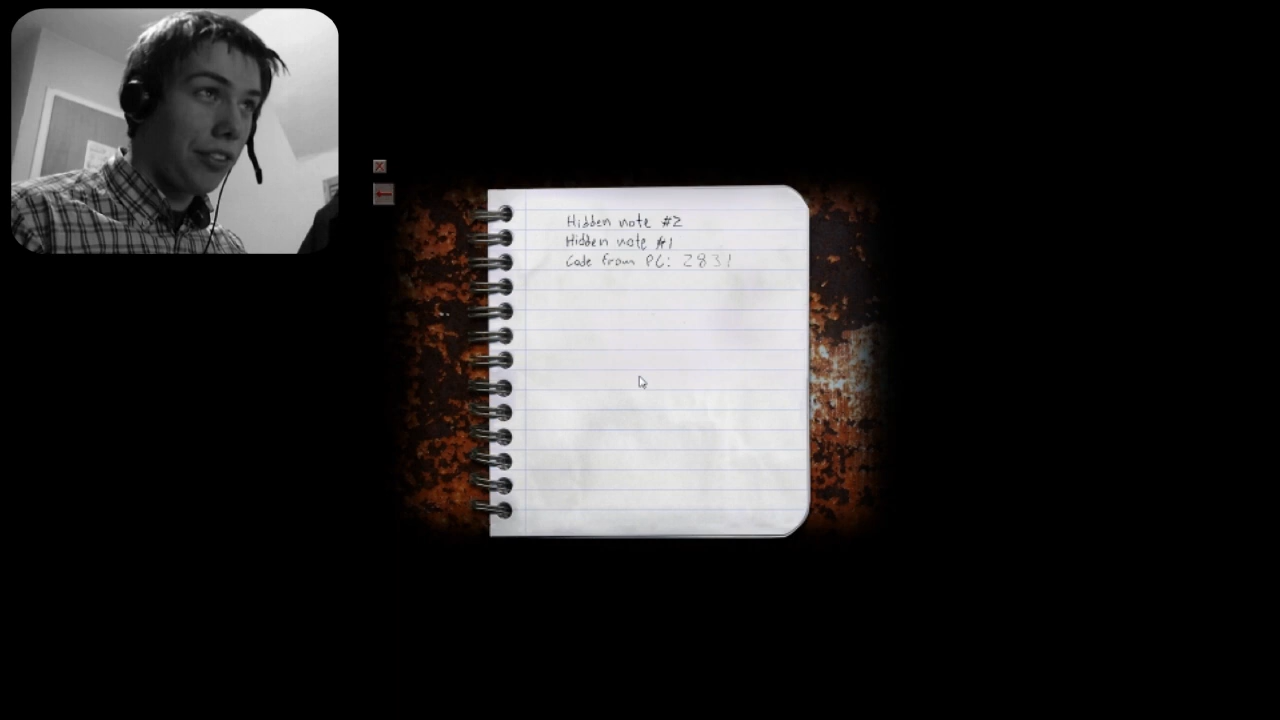 Hidden note #2
Hidden note #1
Code from PC: 2831